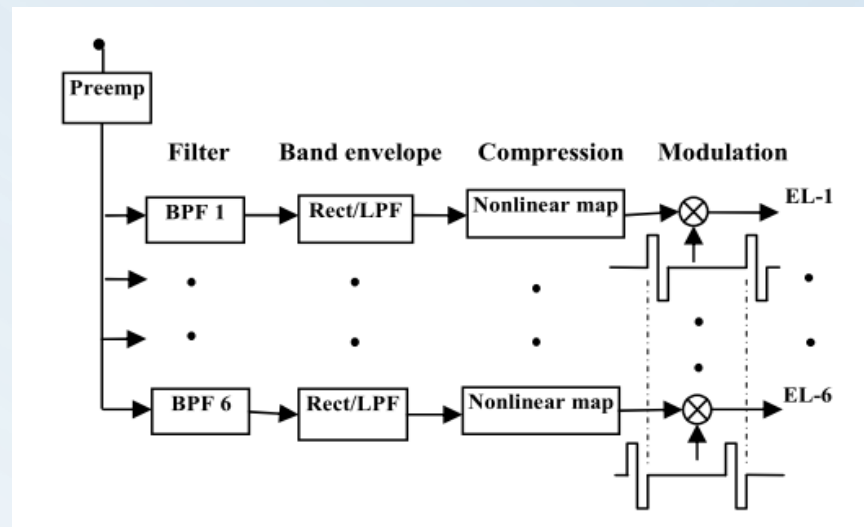 Preemp
Filter Band envelope Compression Modulation
BPF 1 Rect/LPF Nonlinear map EL-1
BPF 6 Rect/LPF Nonlinear map EL-6